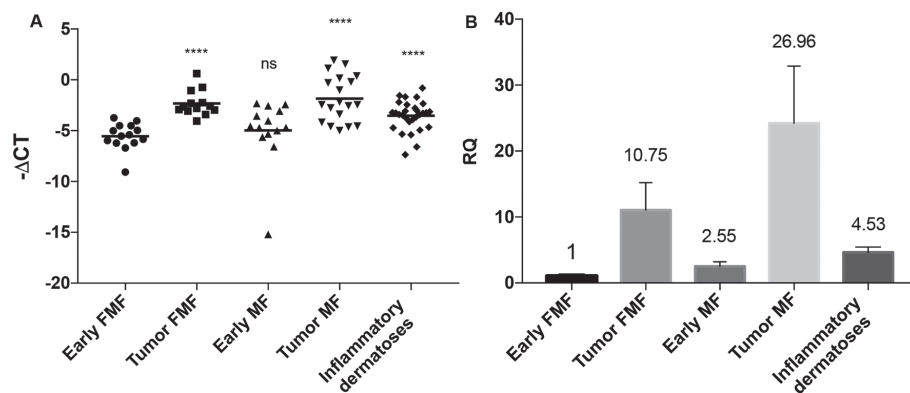 A
5
0
-5
-10
-15
-20
-ΔCT
****
ns
****
****
Early FMF
Tumor FMF
Early MF
Tumor MF
Inflammatory
dermatoses
B
40
30
20
10
0
RQ
1
10.75
2.55
26.96
4.53
Early FMF
Tumor FMF
Early MF
Tumor MF
Inflammatory
dermatoses